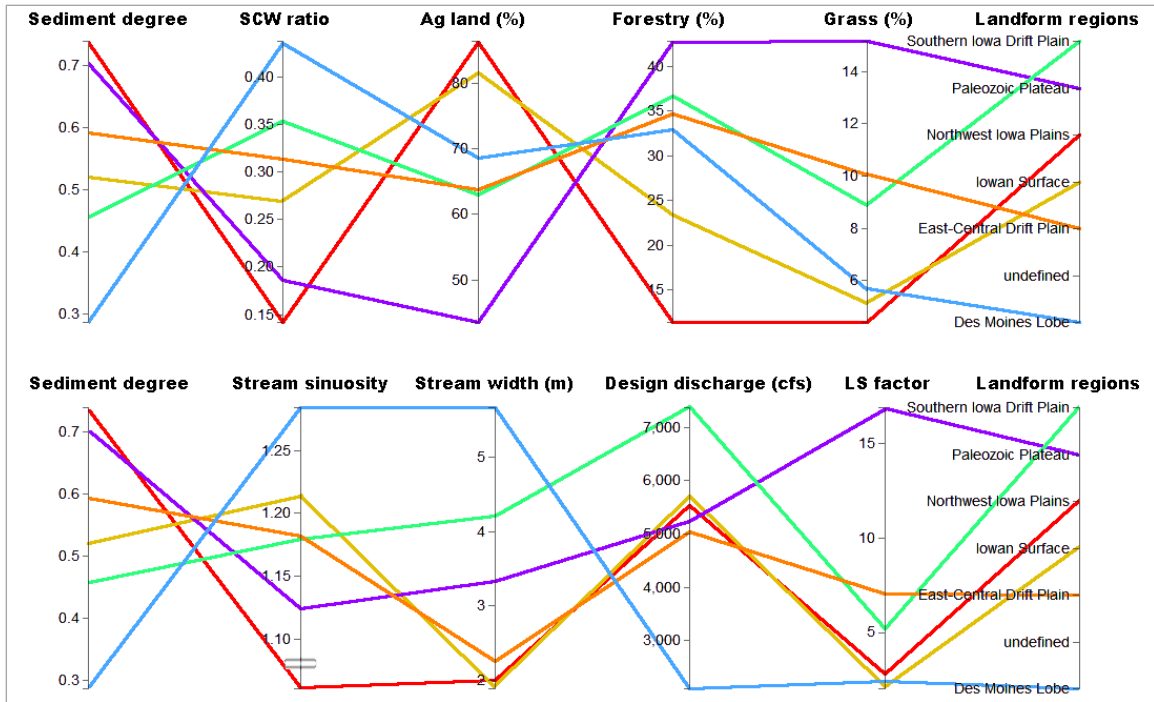 Sediment degree SCW ratio Ag land (%) Forestry (%) Grass (%) Landform regions
Southern Iowa Drift Plain
0.7 0.40 80 40 14
Paleozoic Plateau
0.6 0.35 70 35 12
Northwest Iowa Plains
0.5 0.30 60 30 10
Iowan Surface
0.4 0.25 50 25 8
East-Central Drift Plain
0.3 0.20 20 6
undefined
0.15 15
Des Moines Lobe
Sediment degree Stream sinuosity Stream width (m) Design discharge (cfs) LS factor Landform regions
Southern Iowa Drift Plain
0.7 1.25 5 7,000 15
Paleozoic Plateau
0.6 1.20 4 6,000 10
Northwest Iowa Plains
0.5 1.15 3 5,000 5
Iowan Surface
0.4 1.10 2 4,000
East-Central Drift Plain
0.3 3,000
undefined
Des Moines Lobe